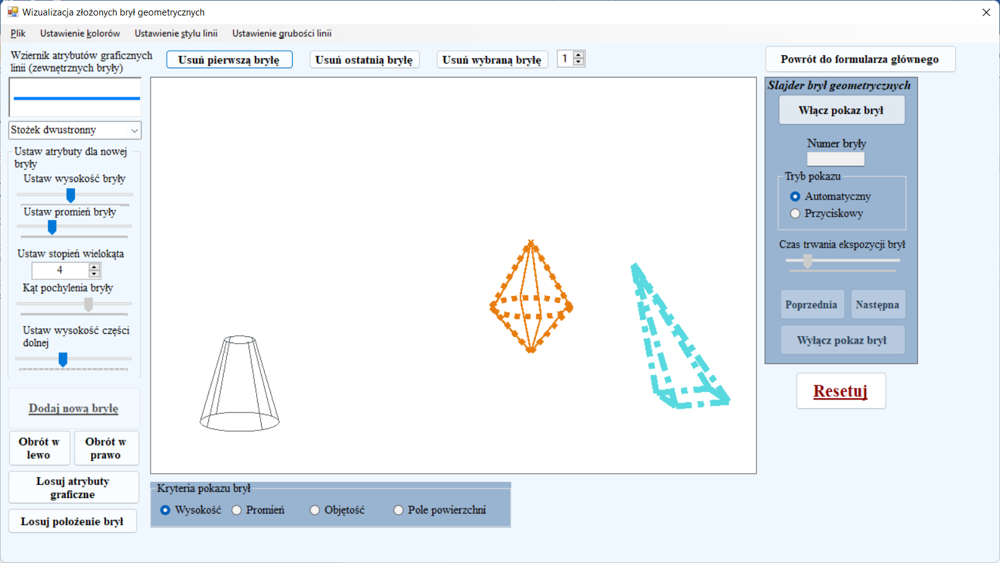 Wizualizacja złożonych brył geometrycznych
Plik Ustawienie kolorów Ustawienie stylu linii Ustawienie grubości linii
Wziernik atrybutów graficznych
linii (zewnętrznych bryły)
Usuń pierwszą bryłę
Usuń ostatnią bryłę
Usuń wybraną bryłę
1
Powrót do formularza głównego
Stożek dwustronny
Ustaw atrybuty dla nowej
bryły
Ustaw wysokość bryły
Ustaw promień bryły
Ustaw stopień wielokąta
4
Kąt pochylenia bryły
Ustaw wysokość części
dolnej
Dodaj nową bryłę
Obrót w
lewo
Obrót w
prawo
Losuj atrybuty
graficzne
Losuj położenie brył
Kryteria pokazu brył
Wysokość Promień Objętość Pole powierzchni
Slajder brył geometrycznych
Włącz pokaz brył
Numer bryły
Tryb pokazu
Automatyczny
Przyciskowy
Czas trwania ekspozycji brył
Poprzednia
Następna
Wyłącz pokaz brył
Resetuj